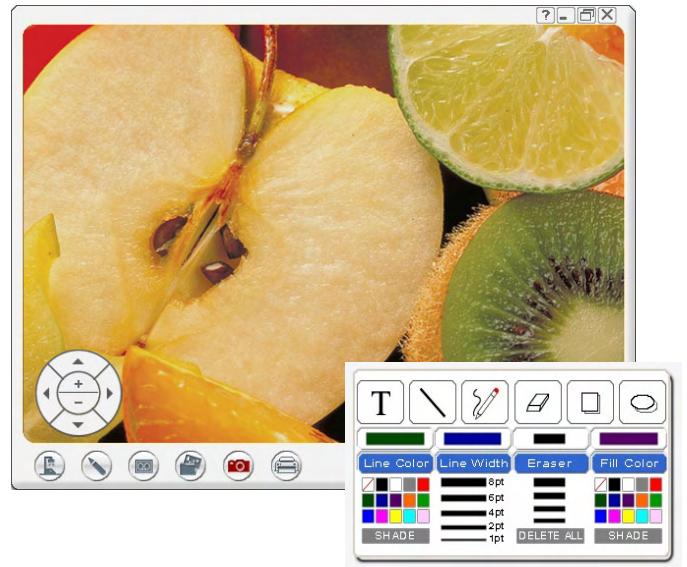 ?
T
Line Color Line Width Eraser Fill Color
8pt
6pt
4pt
2pt
1pt
SHADE DELETE ALL SHADE